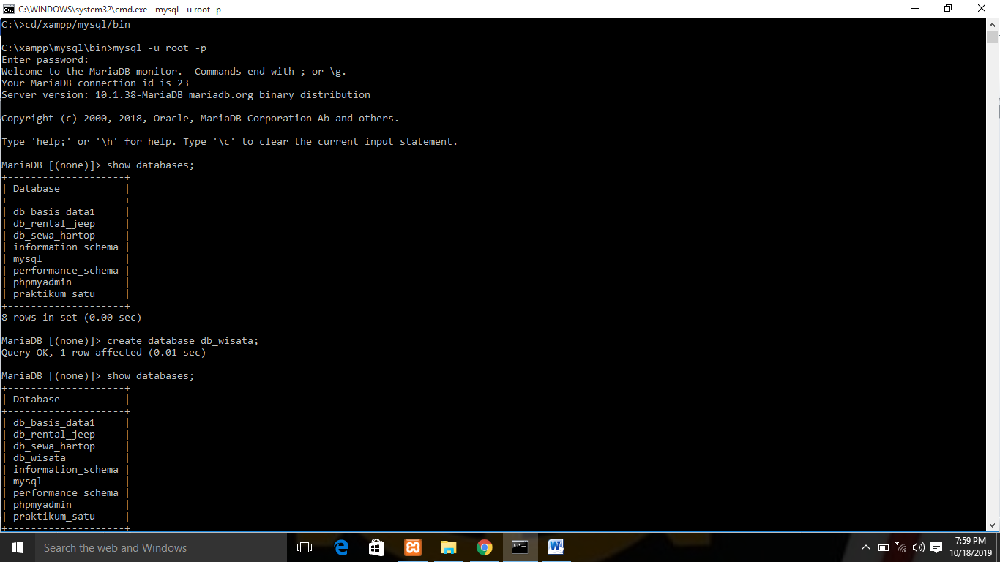 C:\WINDOWS\system32\cmd.exe - mysql -u root -p
C:\>cd/xampp/mysql/bin
C:\xampp\mysql\bin>mysql -u root -p
Enter password:
Welcome to the MariaDB monitor.  Commands end with ; or \g.
Your MariaDB connection id is 23
Server version: 10.1.38-MariaDB mariadb.org binary distribution
Copyright (c) 2000, 2018, Oracle, MariaDB Corporation Ab and others.
Type 'help;' or '\h' for help. Type '\c' to clear the current input statement.
MariaDB [(none)]> show databases;
+--------------------+
| Database           |
+--------------------+
| db_basis_data1     |
| db_rental_jeep     |
| db_sewa_hartop     |
| information_schema |
| mysql              |
| performance_schema |
| phpmyadmin         |
| praktikum_satu     |
+--------------------+
8 rows in set (0.00 sec)
MariaDB [(none)]> create database db_wisata;
Query OK, 1 row affected (0.01 sec)
MariaDB [(none)]> show databases;
+--------------------+
| Database           |
+--------------------+
| db_basis_data1     |
| db_rental_jeep     |
| db_sewa_hartop     |
| db_wisata          |
| information_schema |
| mysql              |
| performance_schema |
| phpmyadmin         |
| praktikum_satu     |
+--------------------+
Search the web and Windows
7:59 PM
10/18/2019